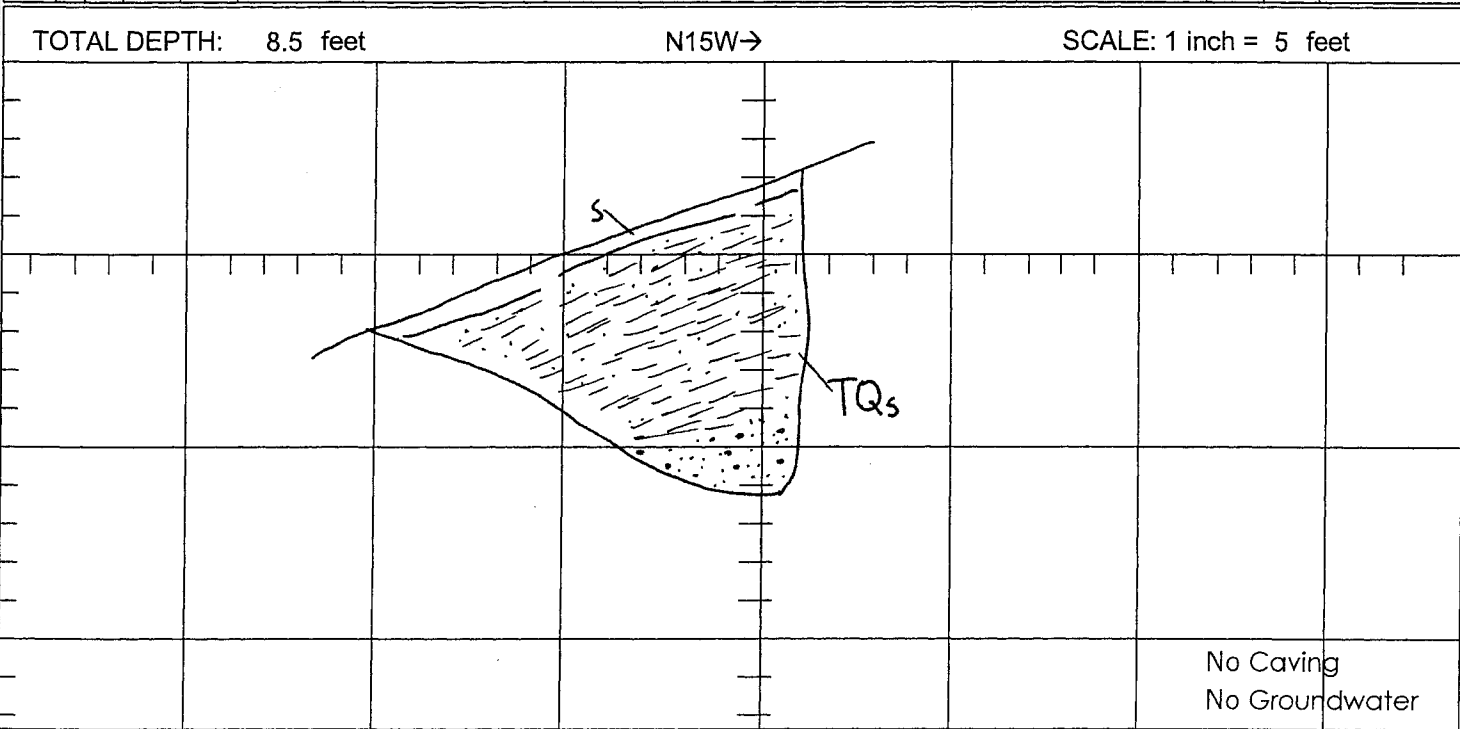 TOTAL DEPTH: 8.5 feet N15W→ SCALE: 1 inch = 5 feet
s
TQs
No Caving
No Groundwater